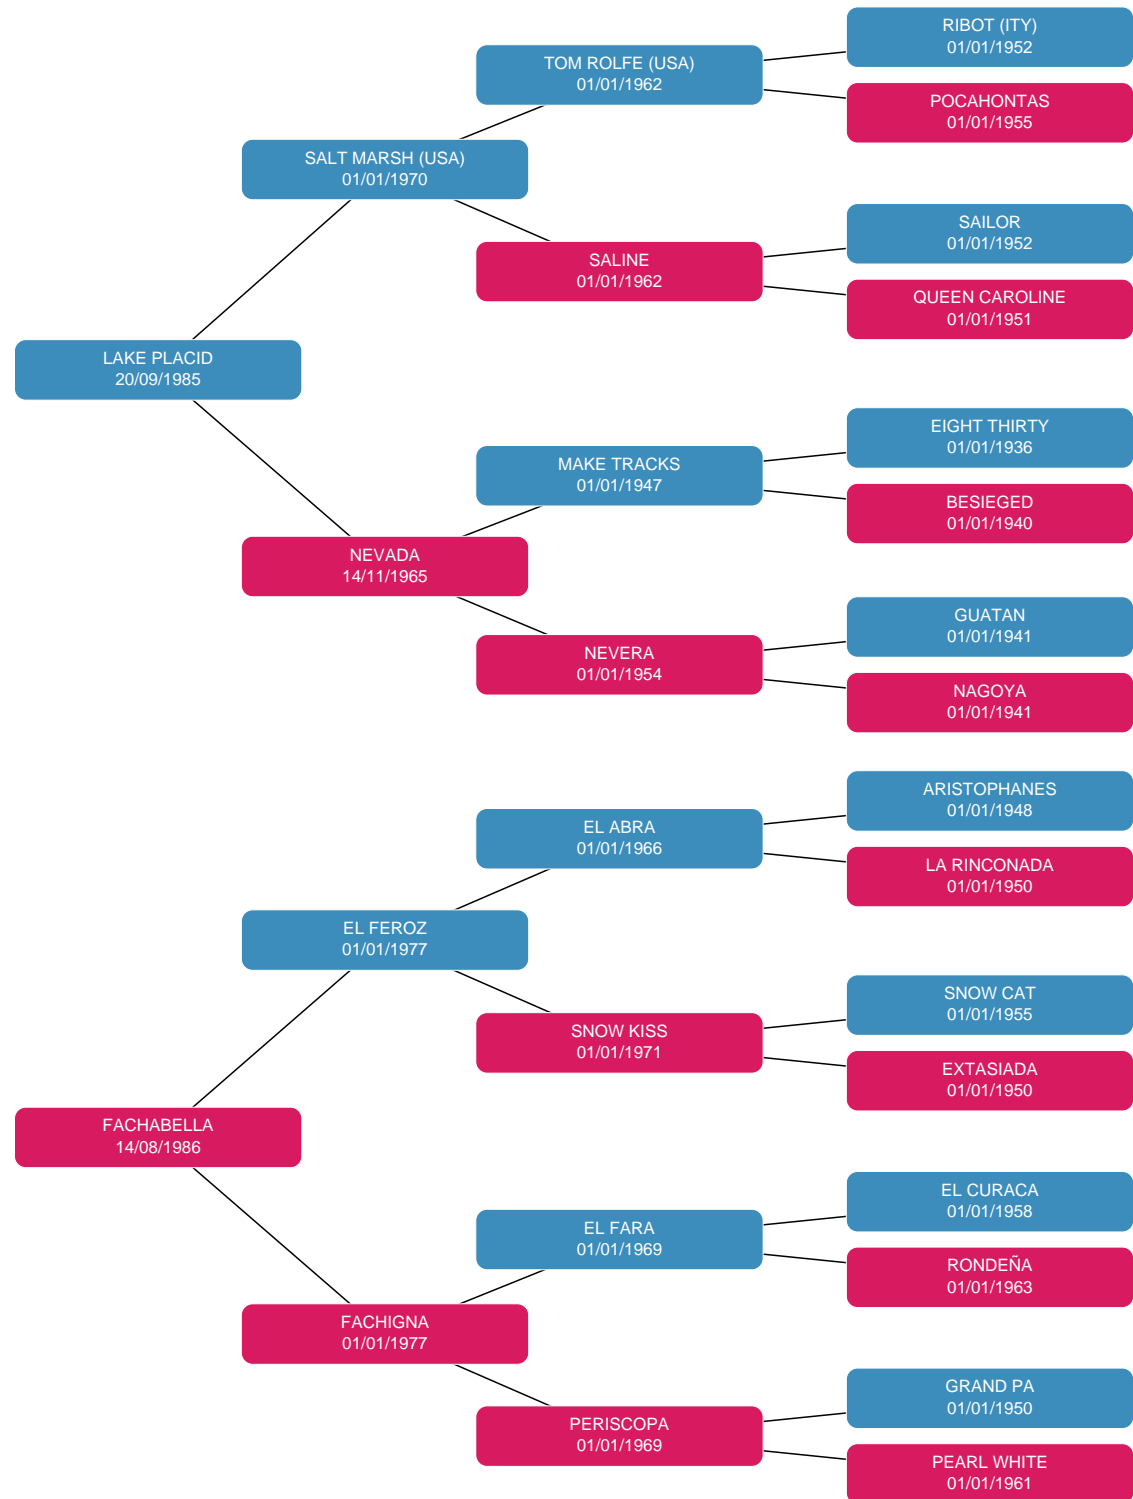 RIBOT (ITY)
01/01/1952
TOM ROLFE (USA)
01/01/1962
POCAHONTAS
01/01/1955
SALT MARSH (USA)
01/01/1970
SAILOR
01/01/1952
SALINE
01/01/1962
QUEEN CAROLINE
01/01/1951
LAKE PLACID
20/09/1985
EIGHT THIRTY
01/01/1936
MAKE TRACKS
01/01/1947
BESIEGED
01/01/1940
NEVADA
14/11/1965
GUATAN
01/01/1941
NEVERA
01/01/1954
NAGOYA
01/01/1941
ARISTOPHANES
01/01/1948
EL ABRA
01/01/1966
LA RINCONADA
01/01/1950
EL FEROZ
01/01/1977
SNOW CAT
01/01/1955
SNOW KISS
01/01/1971
EXTASIADA
01/01/1950
FACHABELLA
14/08/1986
EL CURACA
01/01/1958
EL FARA
01/01/1969
RONDEÑA
01/01/1963
FACHIGNA
01/01/1977
GRAND PA
01/01/1950
PERISCOPA
01/01/1969
PEARL WHITE
01/01/1961